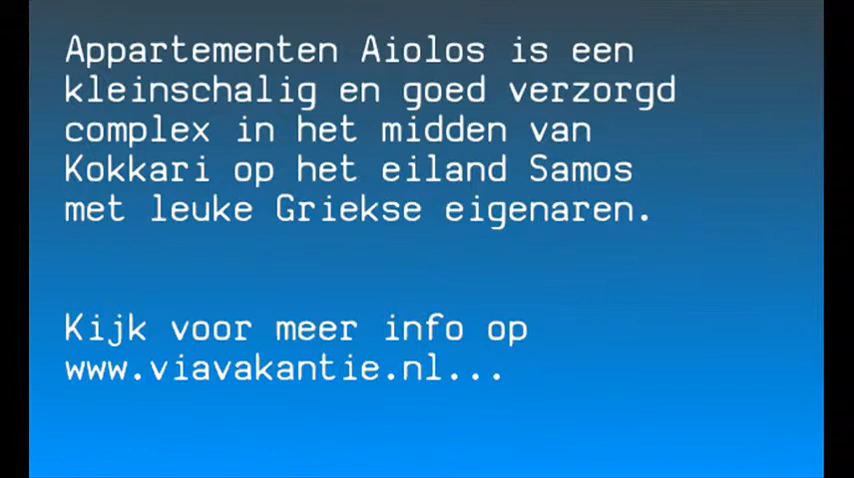 Appartementen Aiolos is een
kleinschalig en goed verzorgd
complex in het midden van
Kokkari op het eiland Samos
met leuke Griekse eigenaren.
Kijk voor meer info op
www.viavakantie.nl...